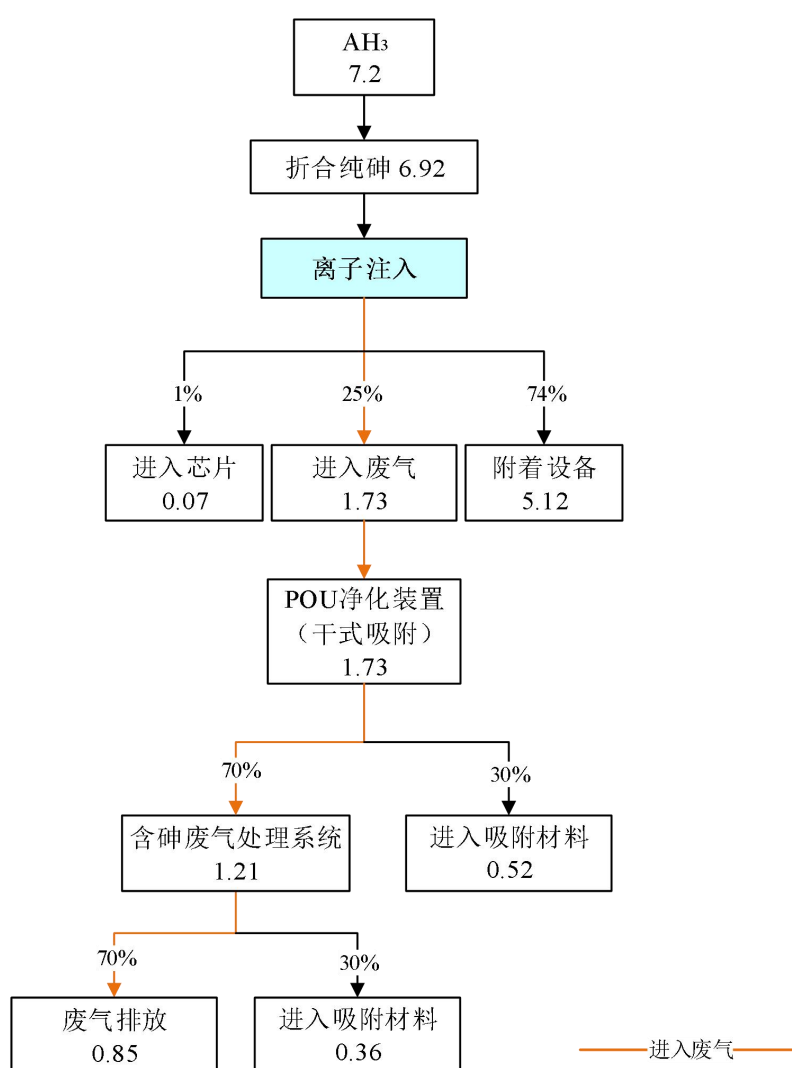 AH₃
7.2
折合纯砷 6.92
离子注入
1%
25%
74%
进入芯片
0.07
进入废气
1.73
附着设备
5.12
POU净化装置
（干式吸附）
1.73
70%
30%
含砷废气处理系统
1.21
进入吸附材料
0.52
70%
30%
废气排放
0.85
进入吸附材料
0.36
进入废气